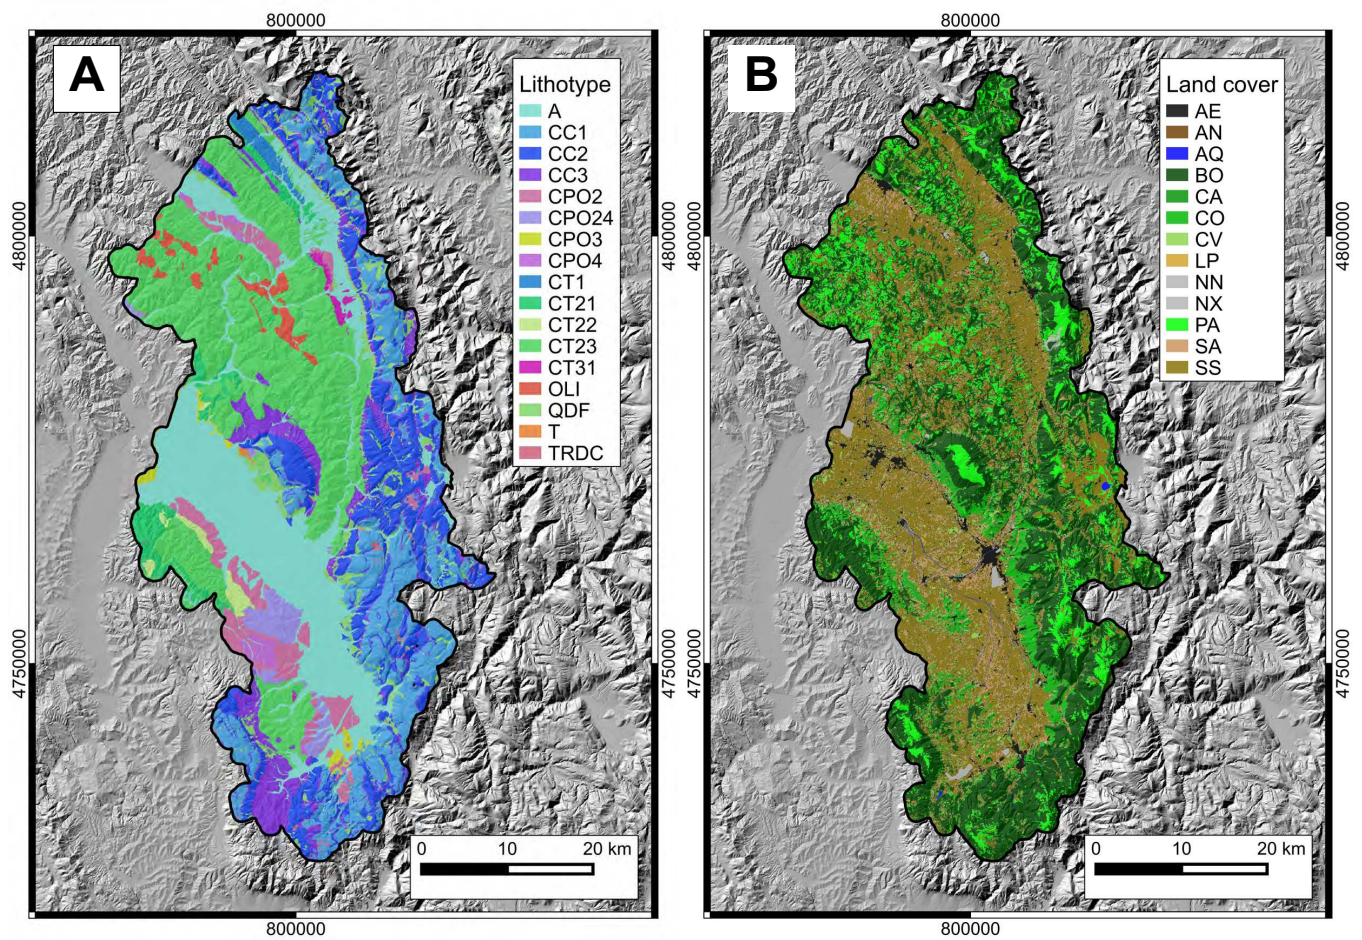 800000
800000
A
B
Lithotype
A
CC1
CC2
CC3
CPO2
CPO24
CPO3
CPO4
CT1
CT21
CT22
CT23
CT31
OLI
QDF
T
TRDC
Land cover
AE
AN
AQ
BO
CA
CO
CV
LP
NN
NX
PA
SA
SS
4800000
4800000
4800000
4750000
4750000
4750000
0 10 20 km
0 10 20 km
800000
800000